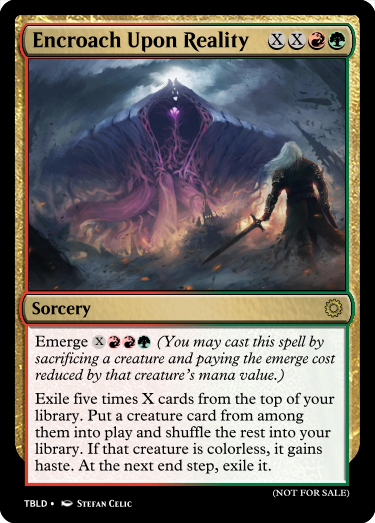 Encroach Upon Reality XXRG
Sorcery
Emerge XRRG (You may cast this spell by
sacrificing a creature and paying the emerge cost
reduced by that creature's mana value.)
Exile five times X cards from the top of your
library. Put a creature card from among
them into play and shuffle the rest into your
library. If that creature is colorless, it gains
haste. At the next end step, exile it.
(NOT FOR SALE)
TBLD • Stefan Celic